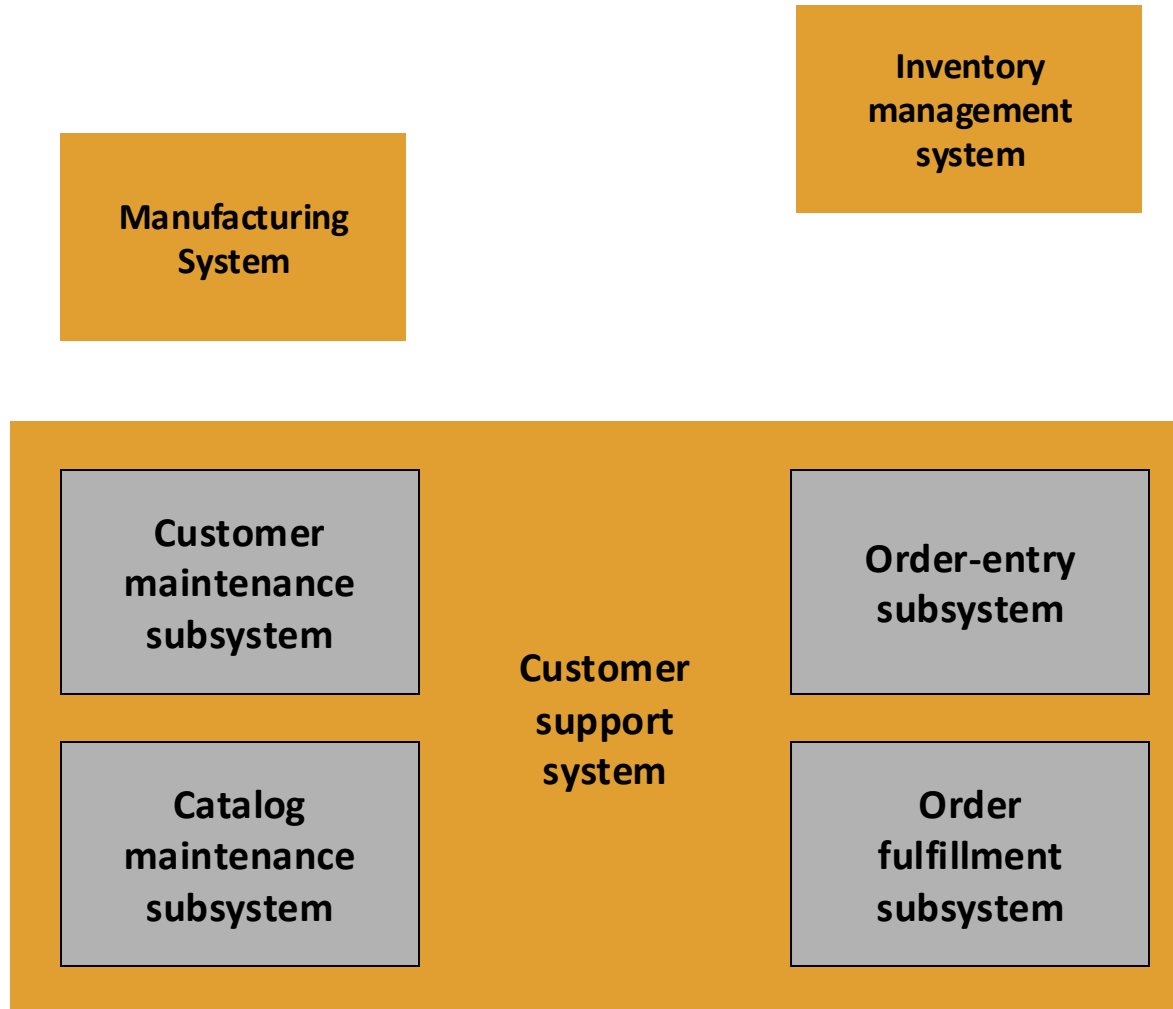 Inventory
management
system
Manufacturing
System
Customer
maintenance
subsystem
Order-entry
subsystem
Customer
support
system
Catalog
maintenance
subsystem
Order
fulfillment
subsystem